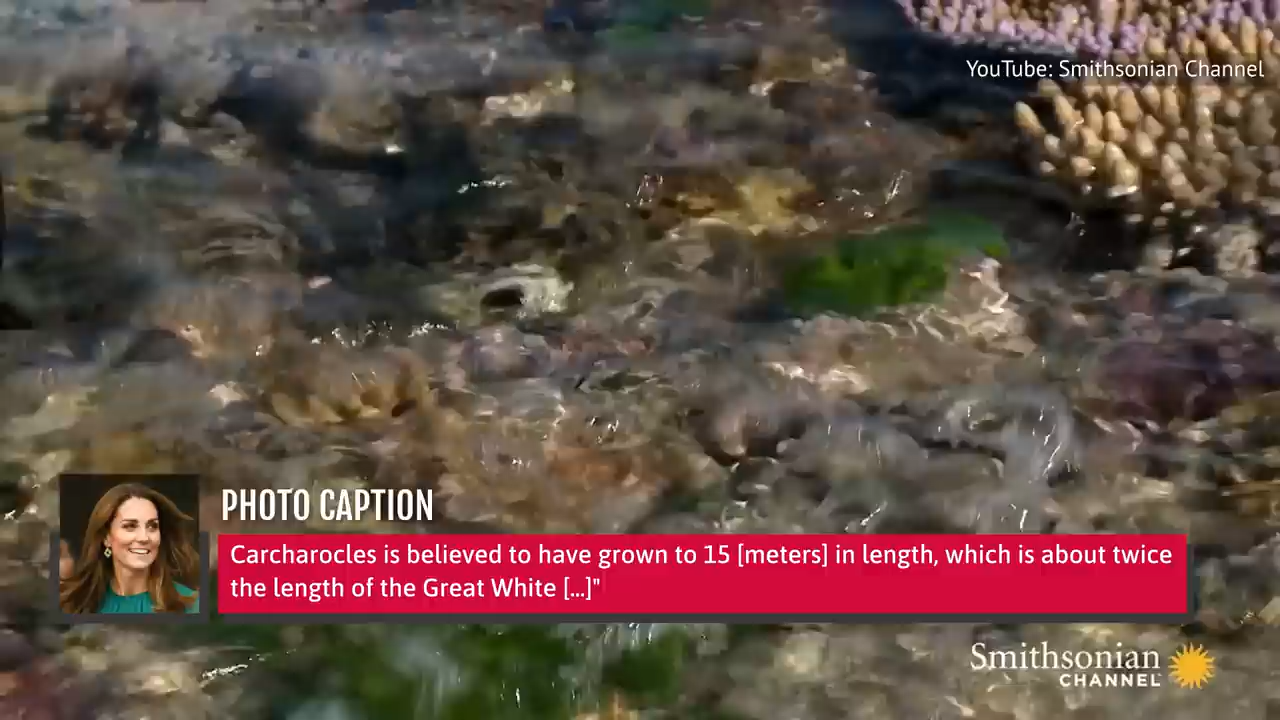 YouTube: Smithsonian Channel
PHOTO CAPTION
Carcharocles is believed to have grown to 15 [meters] in length, which is about twice
the length of the Great White [...]"
Smithsonian
CHANNEL